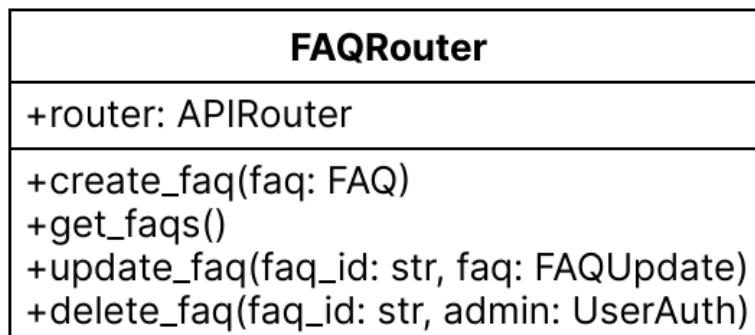 FAQRouter
+router: APIRouter
+create_faq(faq: FAQ)
+get_faqs()
+update_faq(faq_id: str, faq: FAQUpdate)
+delete_faq(faq_id: str, admin: UserAuth)